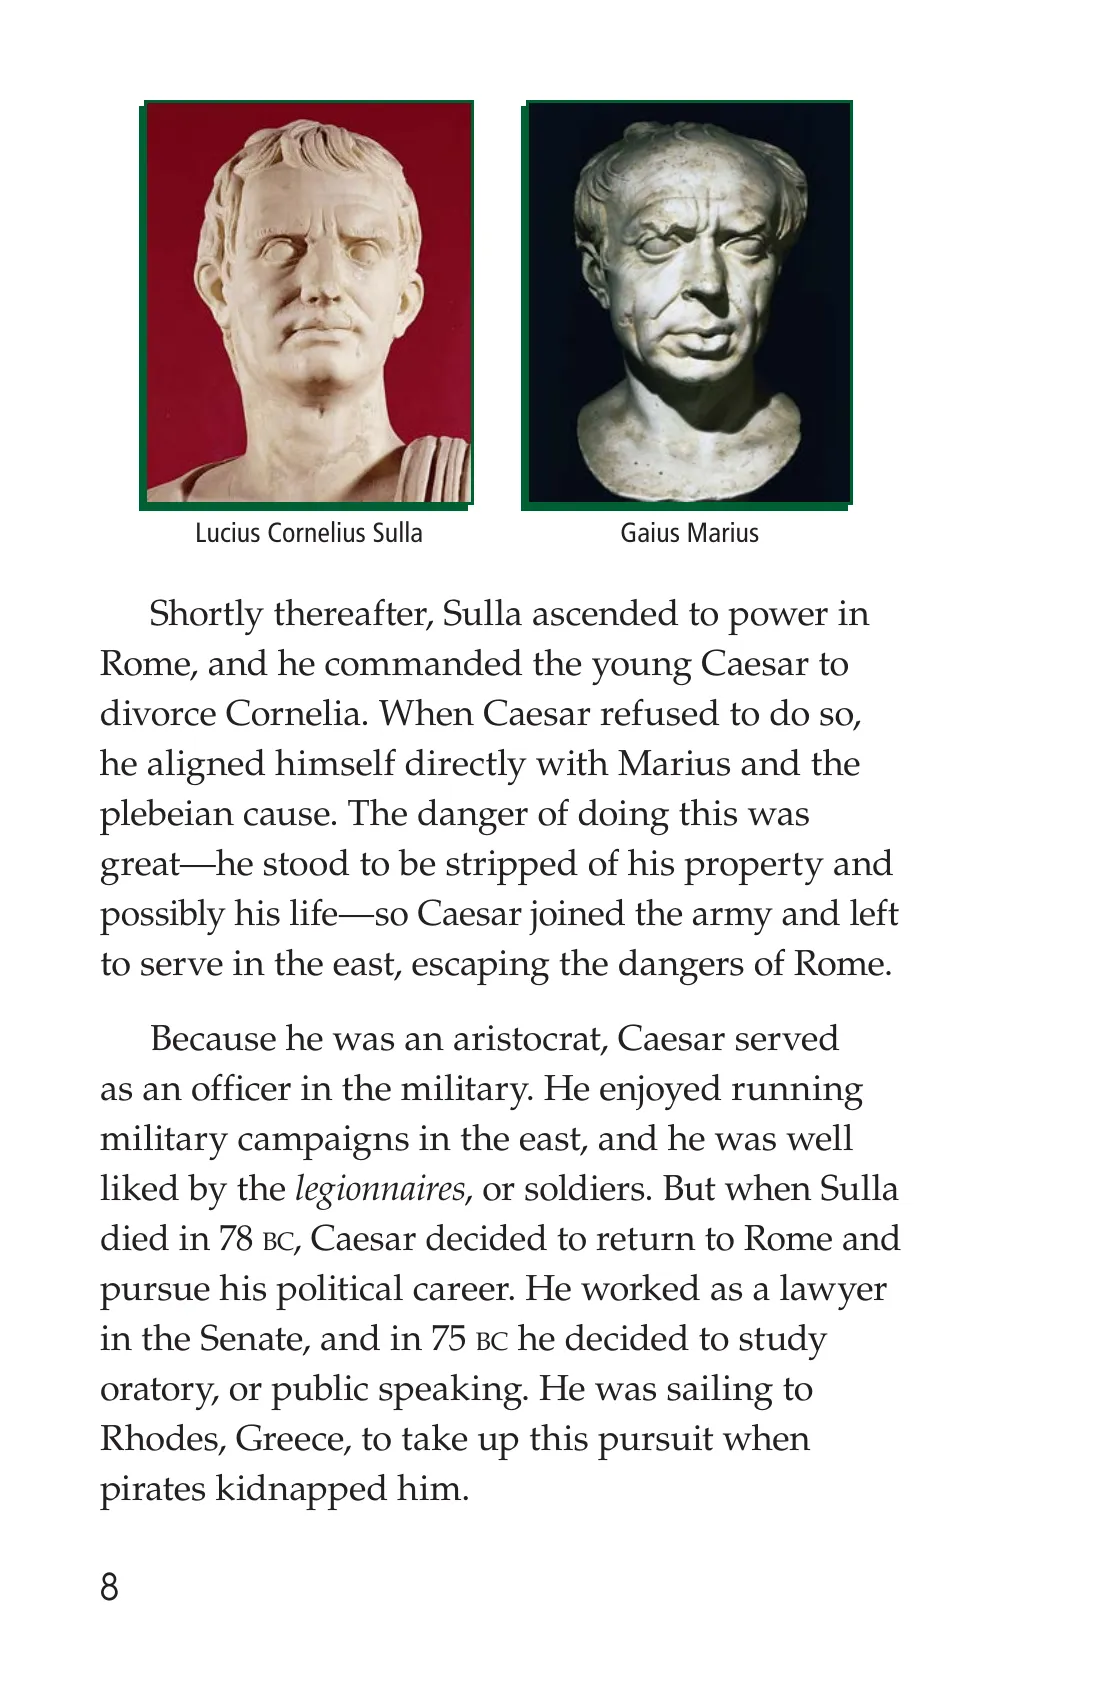 Lucius Cornelius Sulla
Gaius Marius
Shortly thereafter, Sulla ascended to power in
Rome, and he commanded the young Caesar to
divorce Cornelia. When Caesar refused to do so,
he aligned himself directly with Marius and the
plebeian cause. The danger of doing this was
great—he stood to be stripped of his property and
possibly his life—so Caesar joined the army and left
to serve in the east, escaping the dangers of Rome.
Because he was an aristocrat, Caesar served
as an officer in the military. He enjoyed running
military campaigns in the east, and he was well
liked by the legionnaires, or soldiers. But when Sulla
died in 78 BC, Caesar decided to return to Rome and
pursue his political career. He worked as a lawyer
in the Senate, and in 75 BC he decided to study
oratory, or public speaking. He was sailing to
Rhodes, Greece, to take up this pursuit when
pirates kidnapped him.
8